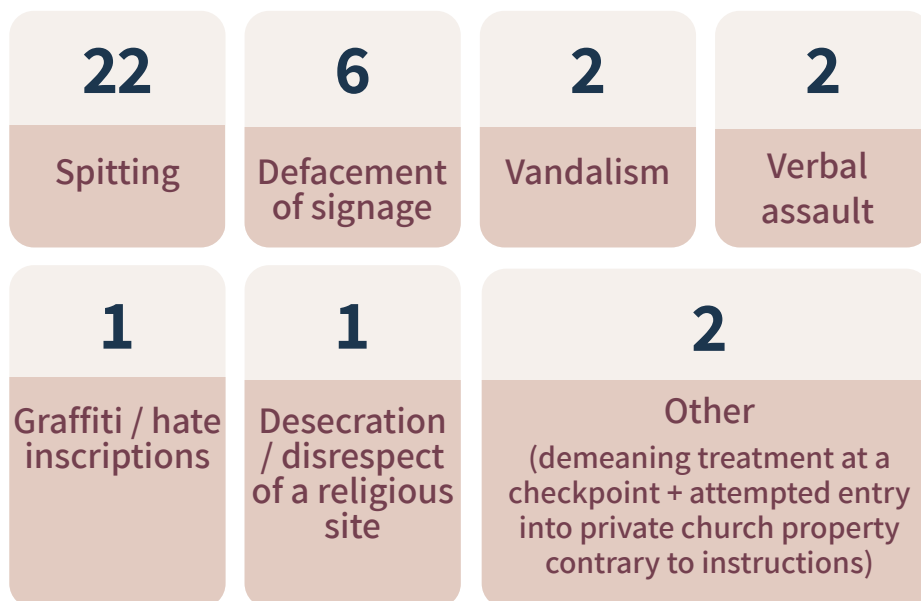 22
Spitting
6
Defacement
of signage
2
Vandalism
2
Verbal
assault
1
Graffiti / hate
inscriptions
1
Desecration
/ disrespect
of a religious
site
2
Other
(demeaning treatment at a
checkpoint + attempted entry
into private church property
contrary to instructions)